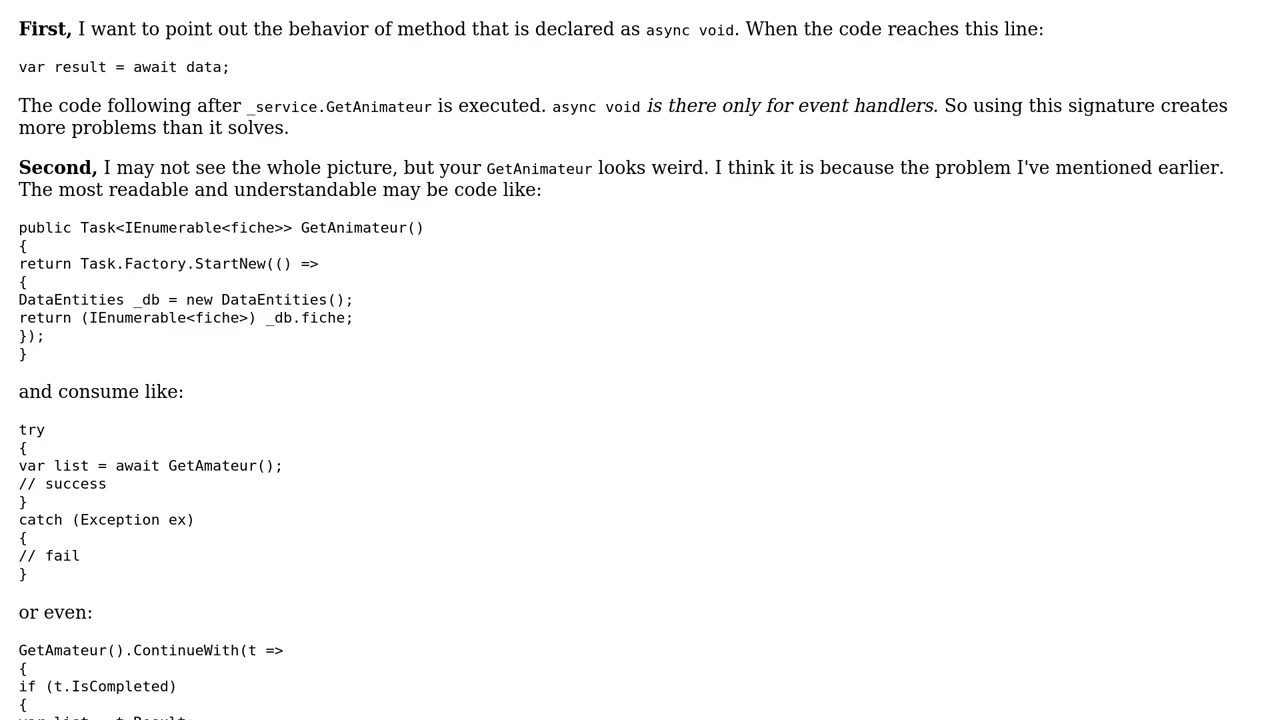 First, I want to point out the behavior of method that is declared as async void. When the code reaches this line:
var result = await data;
The code following after _service.GetAnimateur is executed. async void is there only for event handlers. So using this signature creates
more problems than it solves.
Second, I may not see the whole picture, but your GetAnimateur looks weird. I think it is because the problem I've mentioned earlier.
The most readable and understandable may be code like:
public Task<IEnumerable<fiche>> GetAnimateur()
{
return Task.Factory.StartNew(() =>
{
DataEntities _db = new DataEntities();
return (IEnumerable<fiche>) _db.fiche;
});
}
and consume like:
try
{
var list = await GetAmateur();
// success
}
catch (Exception ex)
{
// fail
}
or even:
GetAmateur().ContinueWith(t =>
{
if (t.IsCompleted)
{
var list = t.Result;